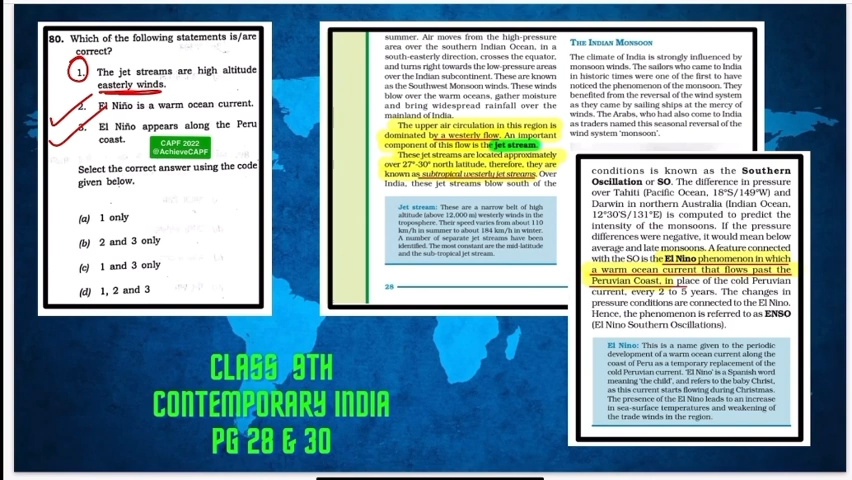 80. Which of the following statements is/are
correct?
1. The jet streams are high altitude
easterly winds.
2. El Niño is a warm ocean current.
3. El Niño appears along the Peru
coast.
CAPF 2022
@AchieveCAPF
Select the correct answer using the code
given below.
(a) 1 only
(b) 2 and 3 only
(c) 1 and 3 only
(d) 1, 2 and 3
summer. Air moves from the high-pressure
area over the southern Indian Ocean, in a
south-easterly direction, crosses the equator,
and turns right towards the low-pressure areas
over the Indian subcontinent. These are known
as the Southwest Monsoon winds. These winds
blow over the warm oceans, gather moisture
and bring widespread rainfall over the
mainland of India.
The upper air circulation in this region is
dominated by a westerly flow. An important
component of this flow is the jet stream.
These jet streams are located approximately
over 27°-30° north latitude, therefore, they are
known as subtropical westerly jet streams. Over
India, these jet streams blow south of the
Jet stream: These are a narrow belt of high
altitude (above 12,000 m) westerly winds in the
troposphere. Their speed varies from about 110
km/h in summer to about 184 km/h in winter.
A number of separate jet streams have been
identified. The most constant are the mid-latitude
and the sub-tropical jet stream.
28
THE INDIAN MONSOON
The climate of India is strongly influenced by
monsoon winds. The sailors who came to India
in historic times were one of the first to have
noticed the phenomenon of the monsoon. They
benefited from the reversal of the wind system
as they came by sailing ships at the mercy of
winds. The Arabs, who had also come to India
as traders named this seasonal reversal of the
wind system 'monsoon'.
conditions is known as the Southern
Oscillation or SO. The difference in pressure
over Tahiti (Pacific Ocean, 18°S/149°W) and
Darwin in northern Australia (Indian Ocean,
12°30'S/131°E) is computed to predict the
intensity of the monsoons. If the pressure
differences were negative, it would mean below
average and late monsoons. A feature connected
with the SO is the El Nino phenomenon in which
a warm ocean current that flows past the
Peruvian Coast, in place of the cold Peruvian
current, every 2 to 5 years. The changes in
pressure conditions are connected to the El Nino.
Hence, the phenomenon is referred to as ENSO
(El Nino Southern Oscillations).
El Nino: This is a name given to the periodic
development of a warm ocean current along the
coast of Peru as a temporary replacement of the
cold Peruvian current. 'El Nino' is a Spanish word
meaning 'the child', and refers to the baby Christ,
as this current starts flowing during Christmas.
The presence of the El Nino leads to an increase
in sea-surface temperatures and weakening of
the trade winds in the region.
CLASS 9TH
CONTEMPORARY INDIA
PG 28 & 30